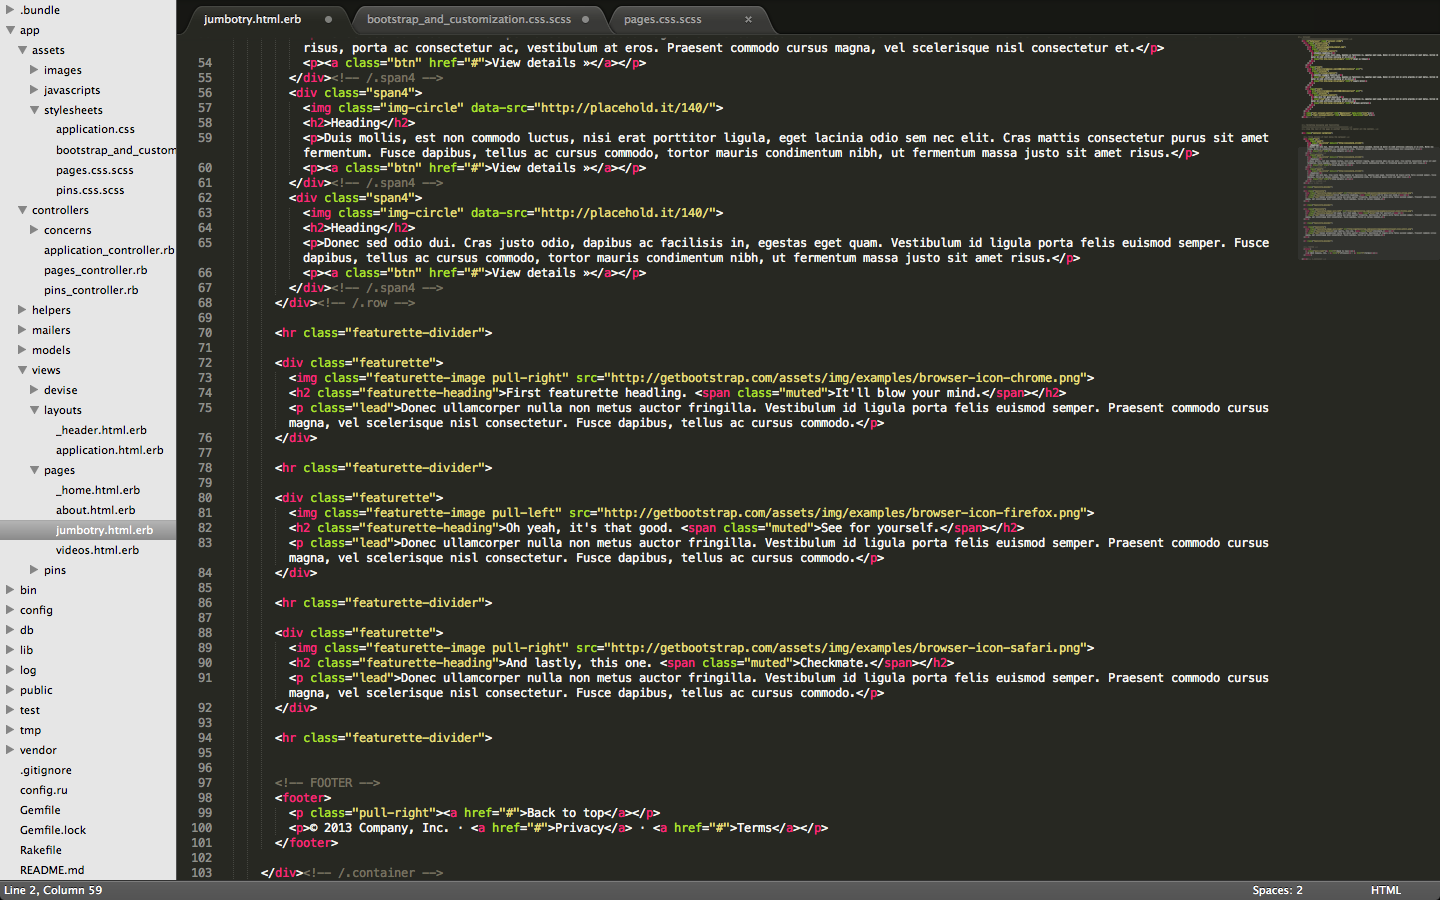 .bundle
app
assets
images
javascripts
stylesheets
application.css
bootstrap_and_custom
pages.css.scss
pins.css.scss
controllers
concerns
application_controller.rb
pages_controller.rb
pins_controller.rb
helpers
mailers
models
views
devise
layouts
_header.html.erb
application.html.erb
pages
_home.html.erb
about.html.erb
jumbotry.html.erb
videos.html.erb
pins
bin
config
db
lib
log
public
test
tmp
vendor
.gitignore
config.ru
Gemfile
Gemfile.lock
Rakefile
README.md
jumbotry.html.erb
bootstrap_and_customization.css.scss
pages.css.scss
risus, porta ac consectetur ac, vestibulum at eros. Praesent commodo cursus magna, vel scelerisque nisl consectetur et.</p>
54 <p><a class="btn" href="#">View details »</a></p>
55 </div><!-- /.span4 -->
56 <div class="span4">
57 <img class="img-circle" data-src="http://placehold.it/140/">
58 <h2>Heading</h2>
59 <p>Duis mollis, est non commodo luctus, nisi erat porttitor ligula, eget lacinia odio sem nec elit. Cras mattis consectetur purus sit amet
fermentum. Fusce dapibus, tellus ac cursus commodo, tortor mauris condimentum nibh, ut fermentum massa justo sit amet risus.</p>
60 <p><a class="btn" href="#">View details »</a></p>
61 </div><!-- /.span4 -->
62 <div class="span4">
63 <img class="img-circle" data-src="http://placehold.it/140/">
64 <h2>Heading</h2>
65 <p>Donec sed odio dui. Cras justo odio, dapibus ac facilisis in, egestas eget quam. Vestibulum id ligula porta felis euismod semper. Fusce
dapibus, tellus ac cursus commodo, tortor mauris condimentum nibh, ut fermentum massa justo sit amet risus.</p>
66 <p><a class="btn" href="#">View details »</a></p>
67 </div><!-- /.span4 -->
68 </div><!-- /.row -->
69
70 <hr class="featurette-divider">
71
72 <div class="featurette">
73 <img class="featurette-image pull-right" src="http://getbootstrap.com/assets/img/examples/browser-icon-chrome.png">
74 <h2 class="featurette-heading">First featurette headling. <span class="muted">It'll blow your mind.</span></h2>
75 <p class="lead">Donec ullamcorper nulla non metus auctor fringilla. Vestibulum id ligula porta felis euismod semper. Praesent commodo cursus
magna, vel scelerisque nisl consectetur. Fusce dapibus, tellus ac cursus commodo.</p>
76 </div>
77
78 <hr class="featurette-divider">
79
80 <div class="featurette">
81 <img class="featurette-image pull-left" src="http://getbootstrap.com/assets/img/examples/browser-icon-firefox.png">
82 <h2 class="featurette-heading">Oh yeah, it's that good. <span class="muted">See for yourself.</span></h2>
83 <p class="lead">Donec ullamcorper nulla non metus auctor fringilla. Vestibulum id ligula porta felis euismod semper. Praesent commodo cursus
magna, vel scelerisque nisl consectetur. Fusce dapibus, tellus ac cursus commodo.</p>
84 </div>
85
86 <hr class="featurette-divider">
87
88 <div class="featurette">
89 <img class="featurette-image pull-right" src="http://getbootstrap.com/assets/img/examples/browser-icon-safari.png">
90 <h2 class="featurette-heading">And lastly, this one. <span class="muted">Checkmate.</span></h2>
91 <p class="lead">Donec ullamcorper nulla non metus auctor fringilla. Vestibulum id ligula porta felis euismod semper. Praesent commodo cursus
magna, vel scelerisque nisl consectetur. Fusce dapibus, tellus ac cursus commodo.</p>
92 </div>
93
94 <hr class="featurette-divider">
95
96
97 <!-- FOOTER -->
98 <footer>
99 <p class="pull-right"><a href="#">Back to top</a></p>
100 <p>© 2013 Company, Inc. · <a href="#">Privacy</a> · <a href="#">Terms</a></p>
101 </footer>
102
103 </div><!-- /.container -->
Line 2, Column 59
Spaces: 2
HTML